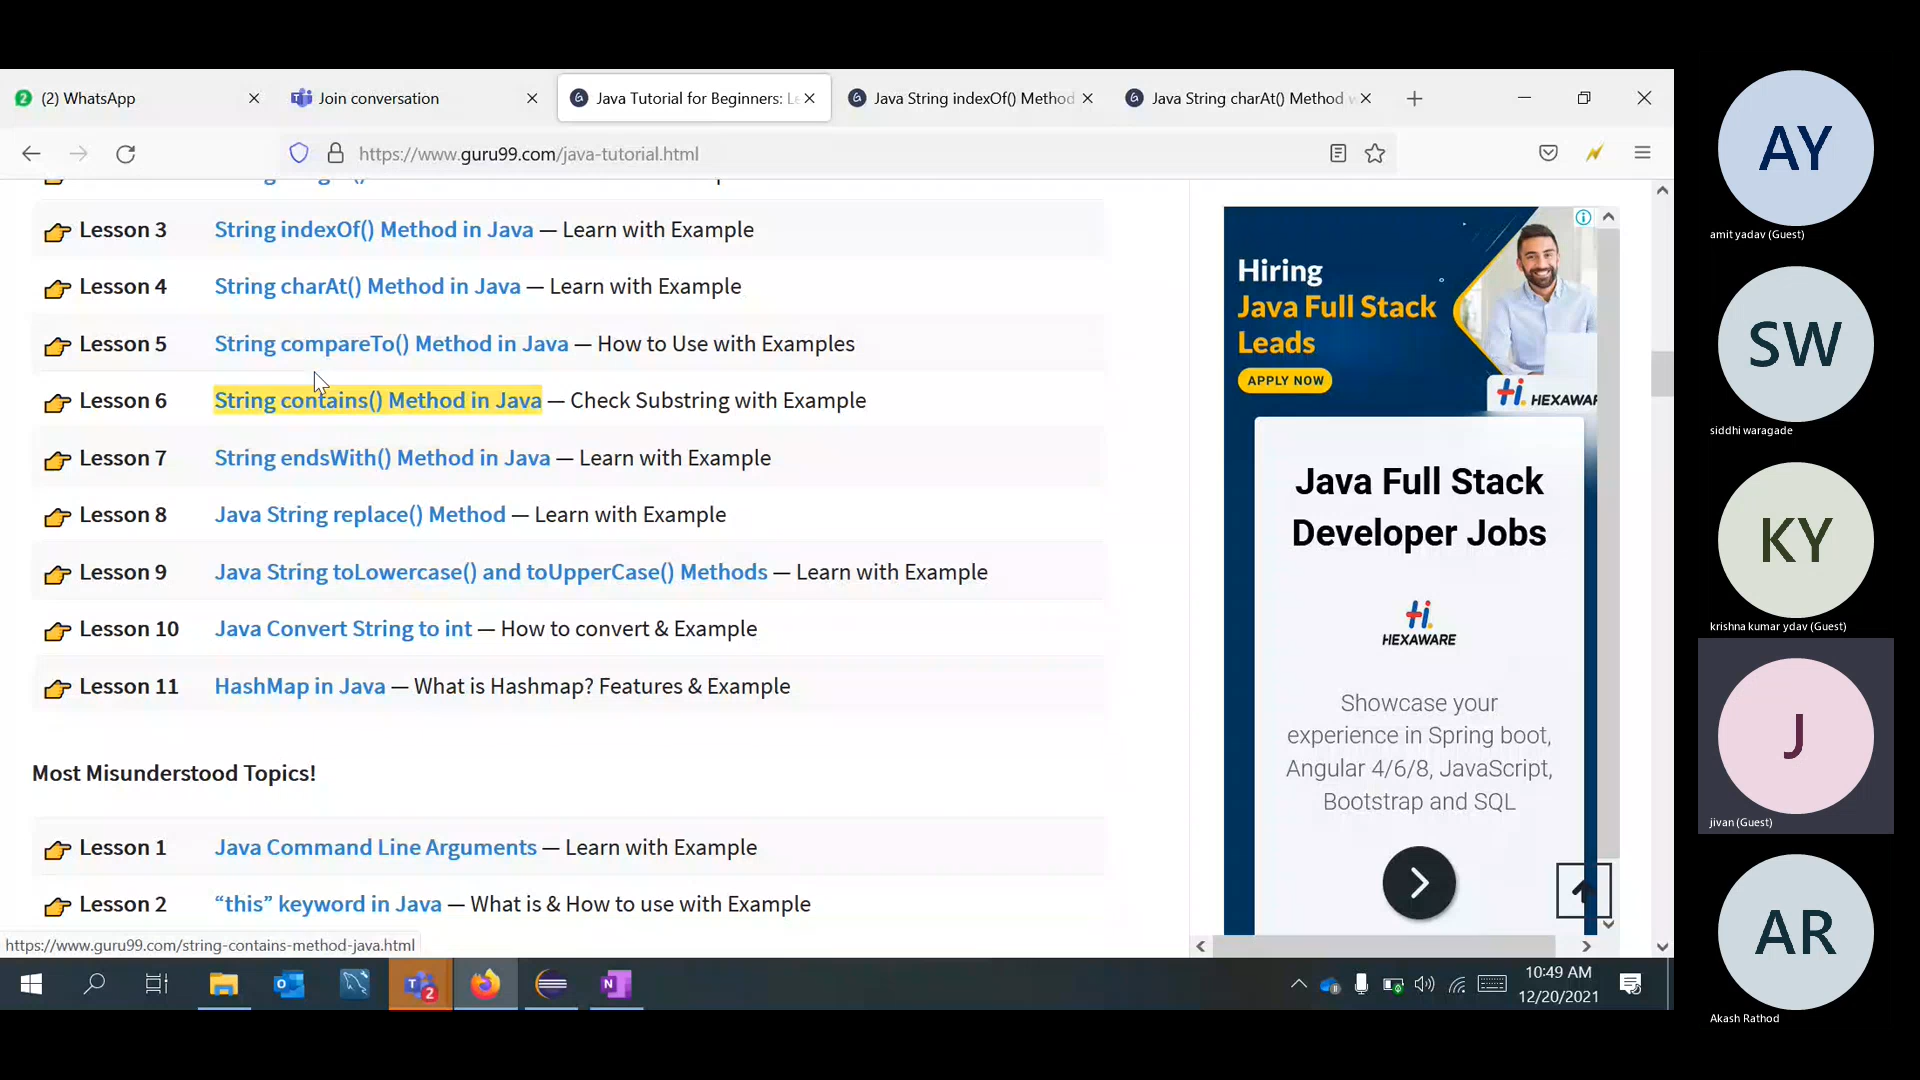 (2) WhatsApp
Join conversation
Java Tutorial for Beginners: Le
Java String indexOf() Method
Java String charAt() Method w
https://www.guru99.com/java-tutorial.html
Lesson 3 String indexOf() Method in Java — Learn with Example
Lesson 4 String charAt() Method in Java — Learn with Example
Lesson 5 String compareTo() Method in Java — How to Use with Examples
Lesson 6 String contains() Method in Java — Check Substring with Example
Lesson 7 String endsWith() Method in Java — Learn with Example
Lesson 8 Java String replace() Method — Learn with Example
Lesson 9 Java String toLowercase() and toUpperCase() Methods — Learn with Example
Lesson 10 Java Convert String to int — How to convert & Example
Lesson 11 HashMap in Java — What is Hashmap? Features & Example
Most Misunderstood Topics!
Lesson 1 Java Command Line Arguments — Learn with Example
Lesson 2 “this” keyword in Java — What is & How to use with Example
https://www.guru99.com/string-contains-method-java.html
Hiring
Java Full Stack
Leads
APPLY NOW
Hi. HEXAWAR
Java Full Stack
Developer Jobs
Hi.
HEXAWARE
Showcase your
experience in Spring boot,
Angular 4/6/8, JavaScript,
Bootstrap and SQL
10:49 AM
12/20/2021
AY
amit yadav (Guest)
SW
siddhi waragade
KY
krishna kumar ydav (Guest)
J
jivan (Guest)
AR
Akash Rathod